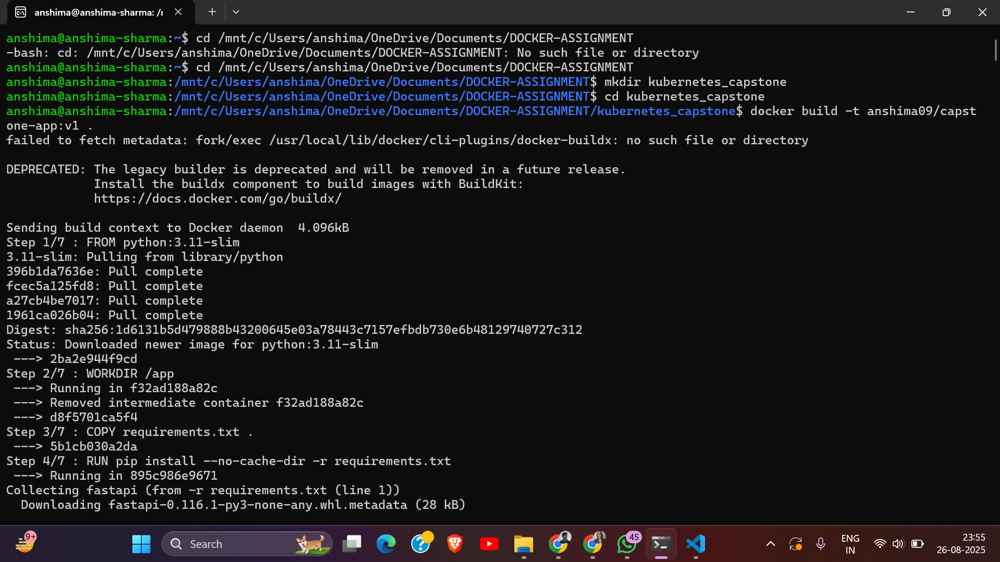 anshima@anshima-sharma: /r
anshima@anshima-sharma:~$ cd /mnt/c/Users/anshima/OneDrive/Documents/DOCKER-ASSIGNMENT
-bash: cd: /mnt/c/Users/anshima/OneDrive/Documents/DOCKER-ASSIGNMENT: No such file or directory
anshima@anshima-sharma:~$ cd /mnt/c/Users/anshima/OneDrive/Documents/DOCKER-ASSIGNMENT
anshima@anshima-sharma:/mnt/c/Users/anshima/OneDrive/Documents/DOCKER-ASSIGNMENT$ mkdir kubernetes_capstone
anshima@anshima-sharma:/mnt/c/Users/anshima/OneDrive/Documents/DOCKER-ASSIGNMENT$ cd kubernetes_capstone
anshima@anshima-sharma:/mnt/c/Users/anshima/OneDrive/Documents/DOCKER-ASSIGNMENT/kubernetes_capstone$ docker build -t anshima09/capst
one-app:v1 .
failed to fetch metadata: fork/exec /usr/local/lib/docker/cli-plugins/docker-buildx: no such file or directory
DEPRECATED: The legacy builder is deprecated and will be removed in a future release.
Install the buildx component to build images with BuildKit:
https://docs.docker.com/go/buildx/
Sending build context to Docker daemon  4.096kB
Step 1/7 : FROM python:3.11-slim
3.11-slim: Pulling from library/python
396b1da7636e: Pull complete
fcec5a125fd8: Pull complete
a27cb4be7017: Pull complete
1961ca026b04: Pull complete
Digest: sha256:1d6131b5d479888b43200645e03a78443c7157efbdb730e6b48129740727c312
Status: Downloaded newer image for python:3.11-slim
---> 2ba2e944f9cd
Step 2/7 : WORKDIR /app
---> Running in f32ad188a82c
---> Removed intermediate container f32ad188a82c
---> d8f5701ca5f4
Step 3/7 : COPY requirements.txt .
---> 5b1cb030a2da
Step 4/7 : RUN pip install --no-cache-dir -r requirements.txt
---> Running in 895c986e9671
Collecting fastapi (from -r requirements.txt (line 1))
Downloading fastapi-0.116.1-py3-none-any.whl.metadata (28 kB)
9+
Search
45
ENG
IN
23:55
26-08-2025